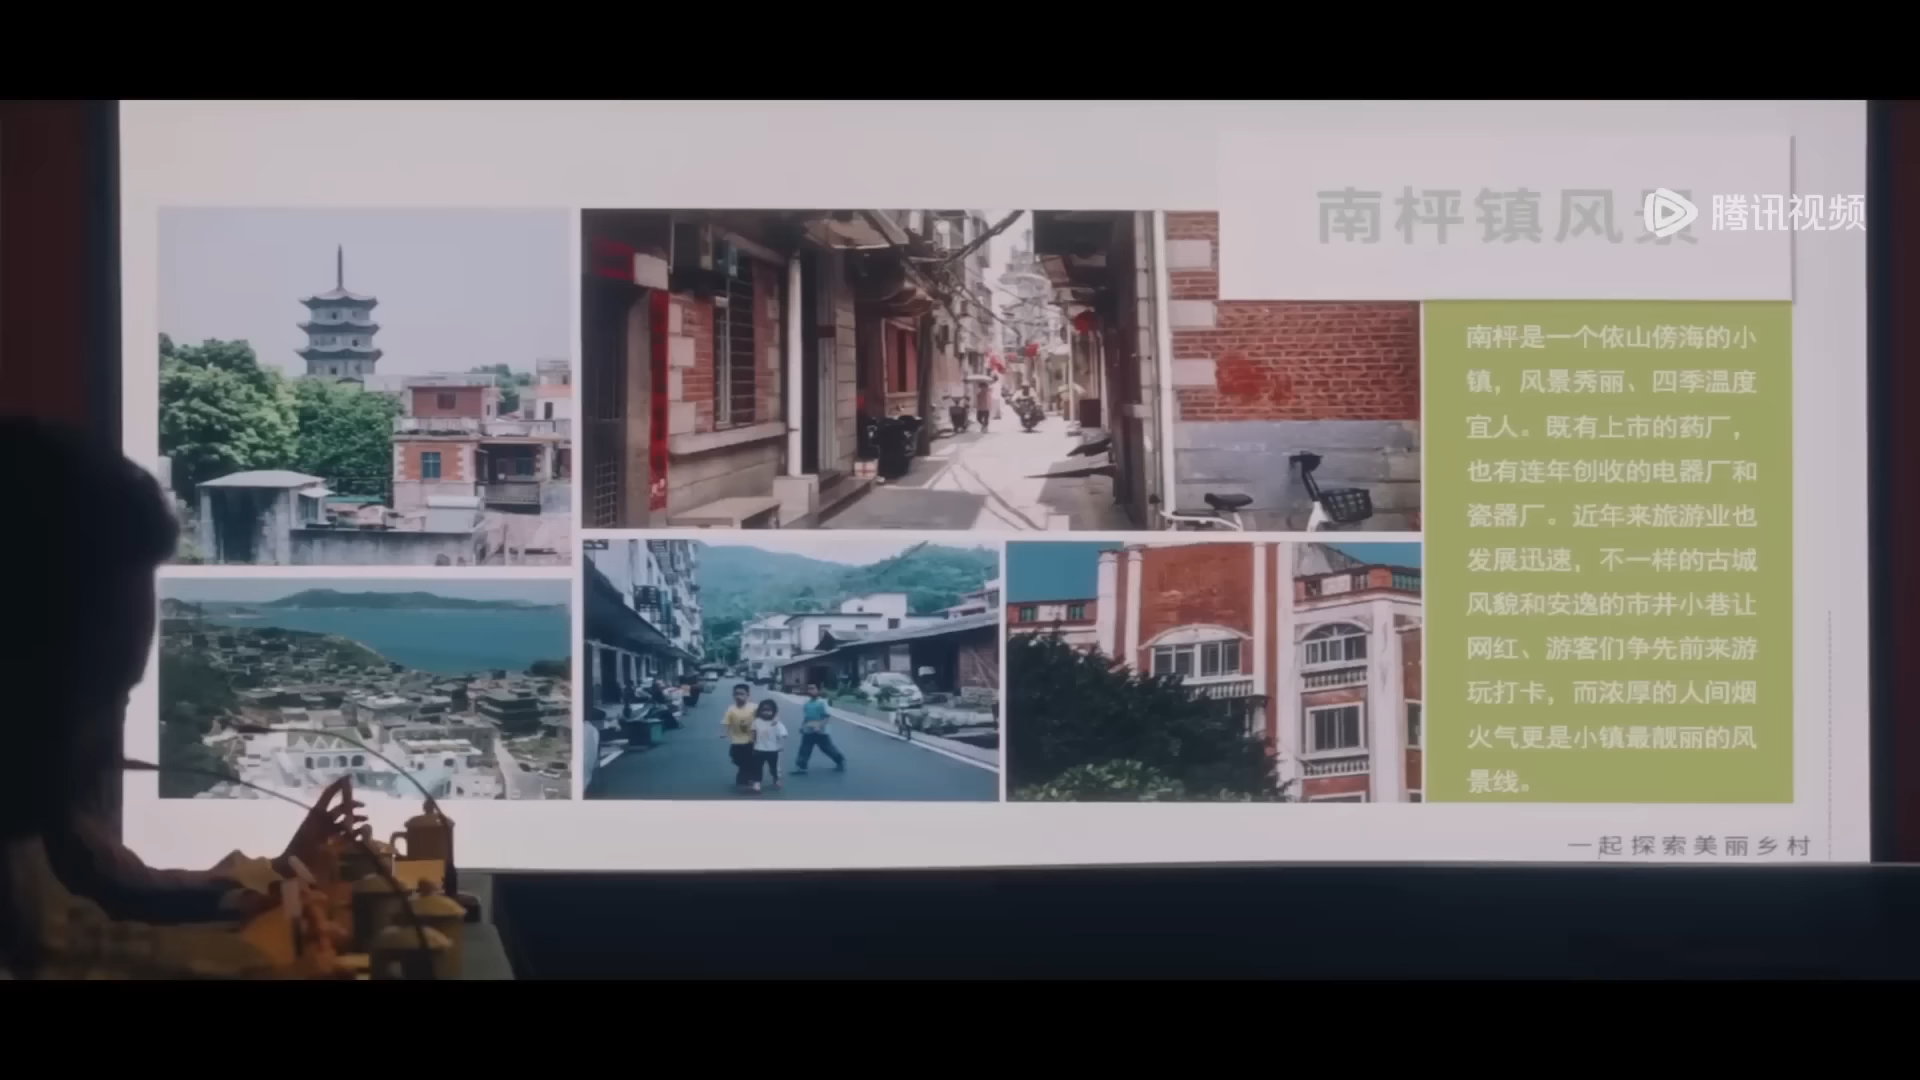 南枰镇风景
腾讯视频
南枰是一个依山傍海的小
镇，风景秀丽、四季温度
宜人。既有上市的药厂，
也有连年创收的电器厂和
瓷器厂。近年来旅游业也
发展迅速，不一样的古城
风貌和安逸的市井小巷让
网红、游客们争先前来游
玩打卡，而浓厚的人间烟
火气更是小镇最靓丽的风
景线。
一起探索美丽乡村